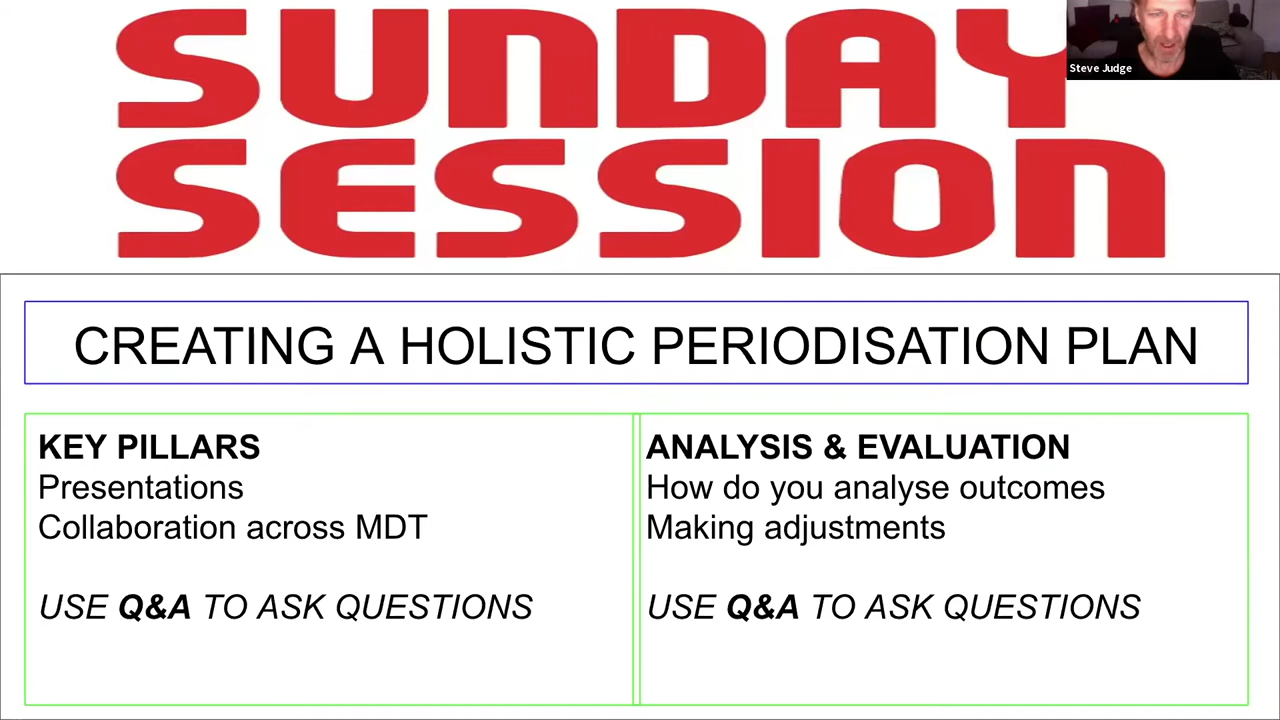 SUNDAY
SESSION
Steve Judge
CREATING A HOLISTIC PERIODISATION PLAN
KEY PILLARS
Presentations
Collaboration across MDT
USE Q&A TO ASK QUESTIONS
ANALYSIS & EVALUATION
How do you analyse outcomes
Making adjustments
USE Q&A TO ASK QUESTIONS